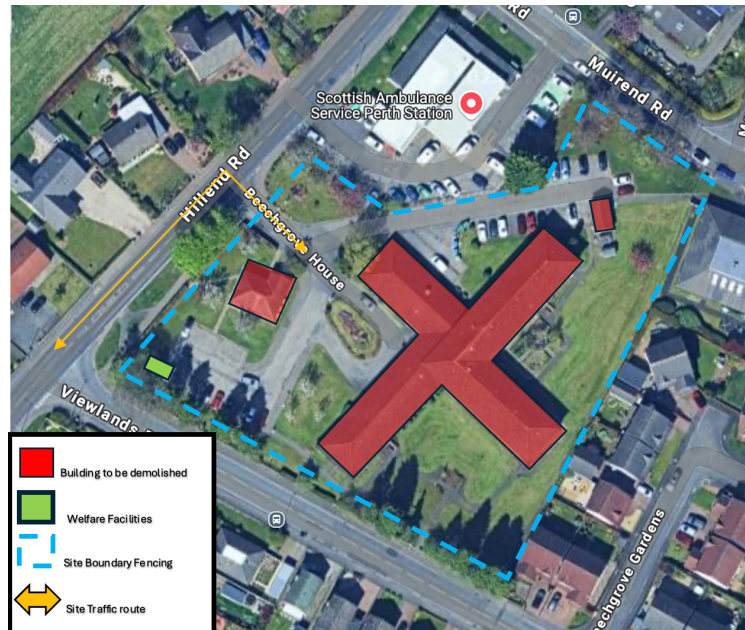 Rd
Muirend Rd
Scottish Ambulance
Service Perth Station
Hillend Rd
Beechgrove House
Viewlands
Building to be demolished
Welfare Facilities
Site Boundary Fencing
Site Traffic route
echgrove Gardens